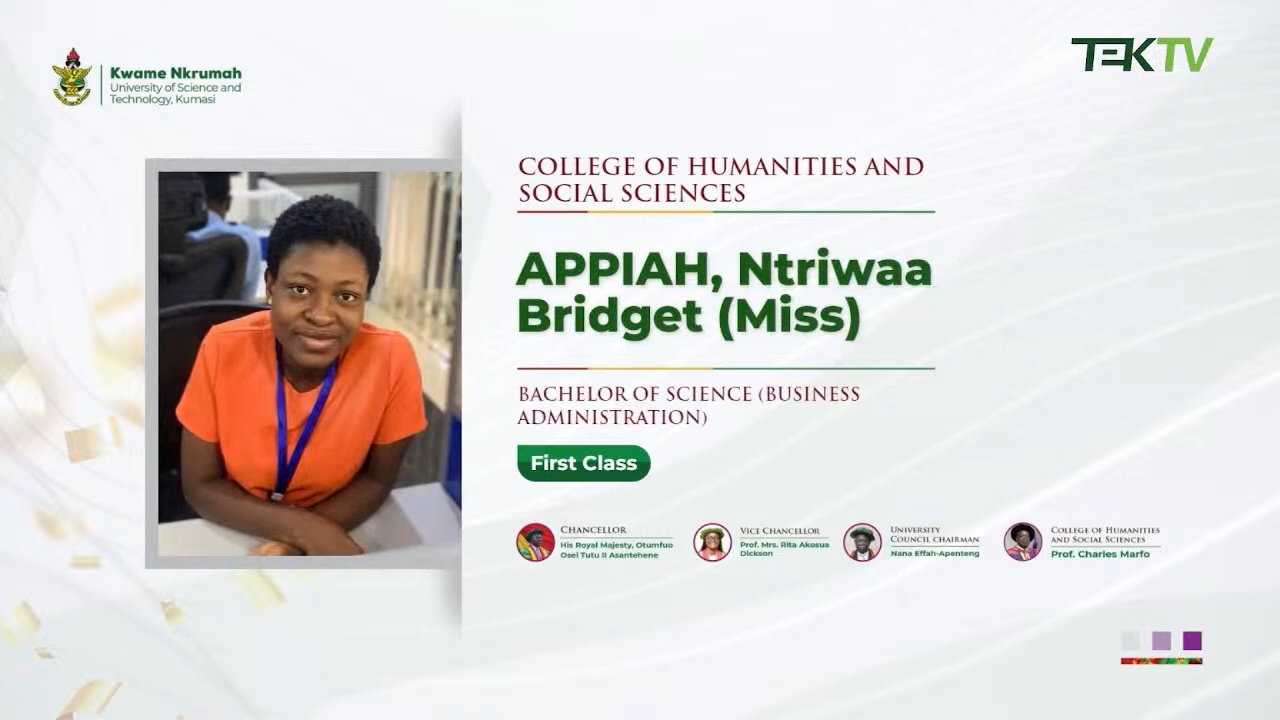 TEKTV
Kwame Nkrumah
University of Science and
Technology, Kumasi
COLLEGE OF HUMANITIES AND
SOCIAL SCIENCES
APPIAH, Ntriwaa
Bridget (Miss)
BACHELOR OF SCIENCE (BUSINESS
ADMINISTRATION)
First Class
CHANCELLOR
His Royal Majesty, Otumfuo
Osei Tutu II Asantehene
VICE CHANCELLOR
Prof. Mrs. Rita Akosua
Dickson
UNIVERSITY
COUNCIL CHAIRMAN
Nana Effah-Apenteng
COLLEGE OF HUMANITIES
AND SOCIAL SCIENCES
Prof. Charles Marfo